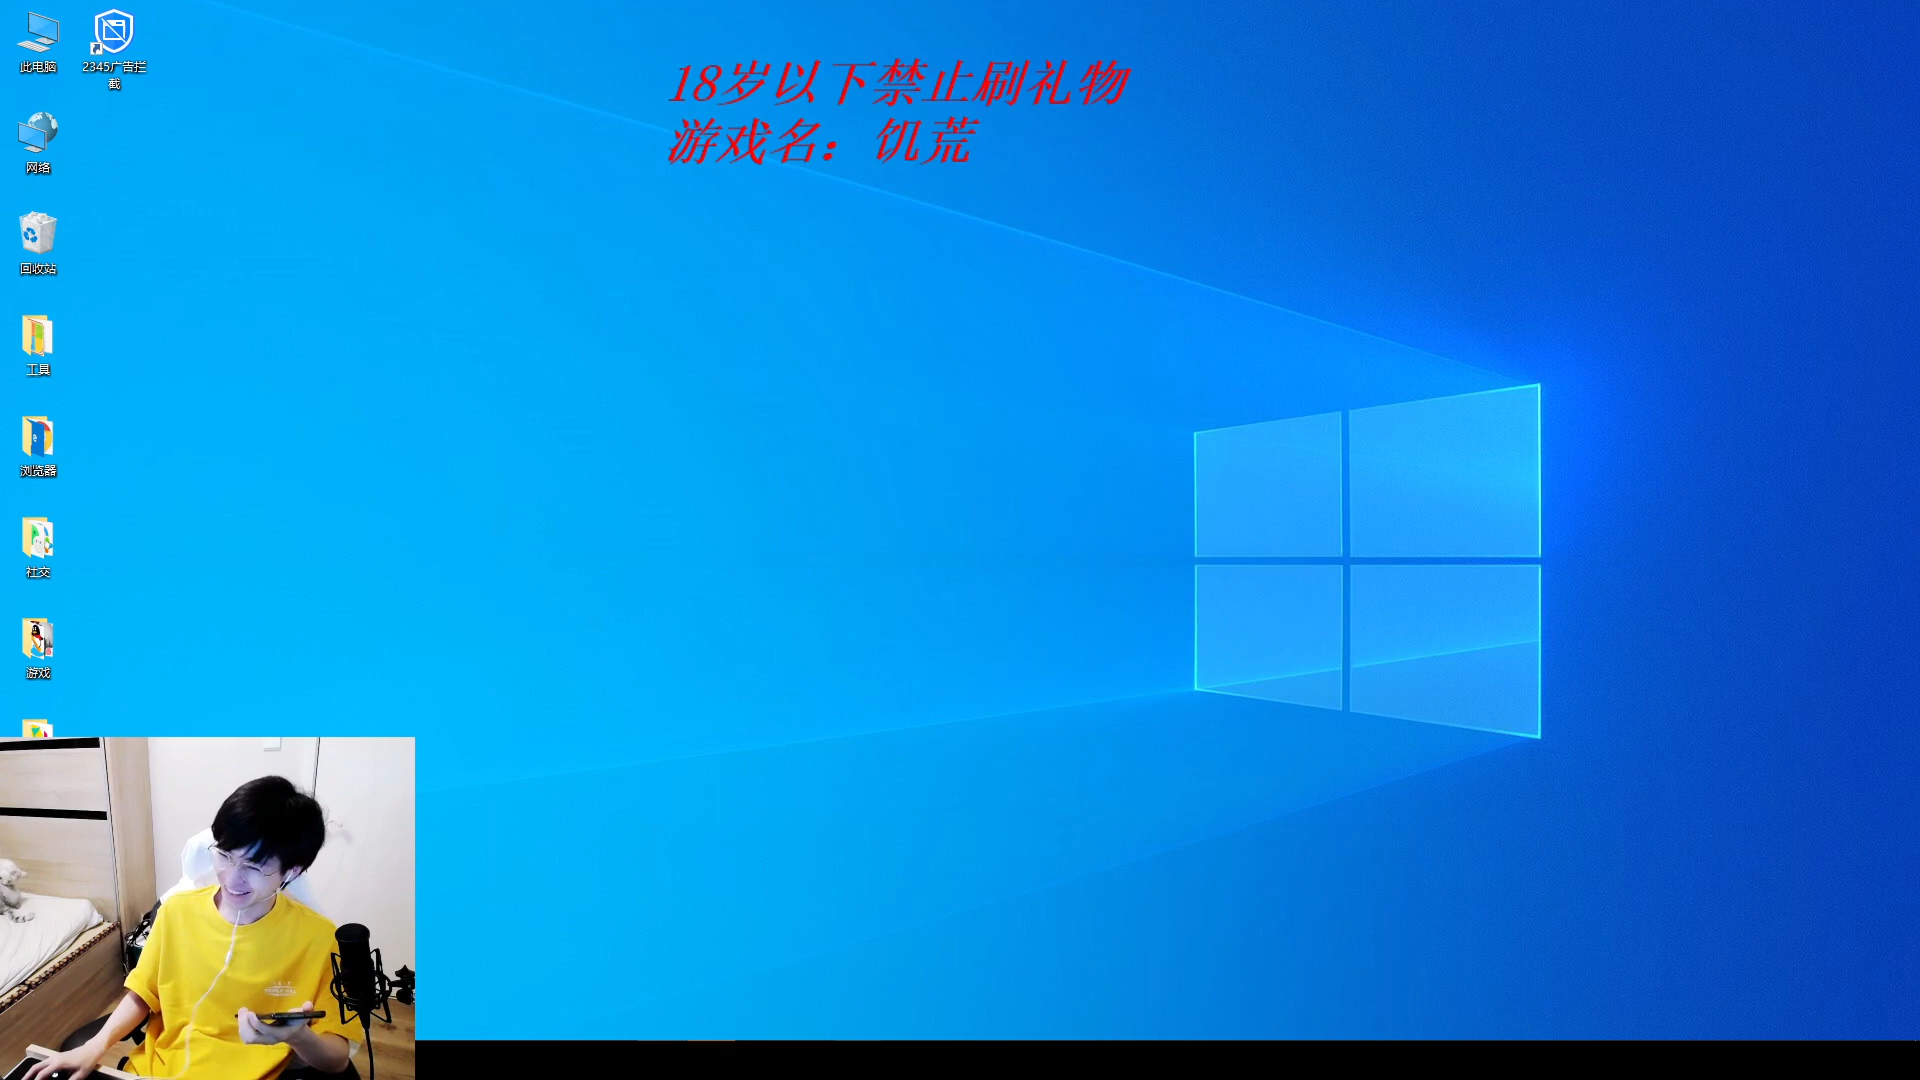 此电脑
2345广告拦
截
18岁以下禁止刷礼物
游戏名：饥荒
网络
回收站
工具
浏览器
社交
游戏